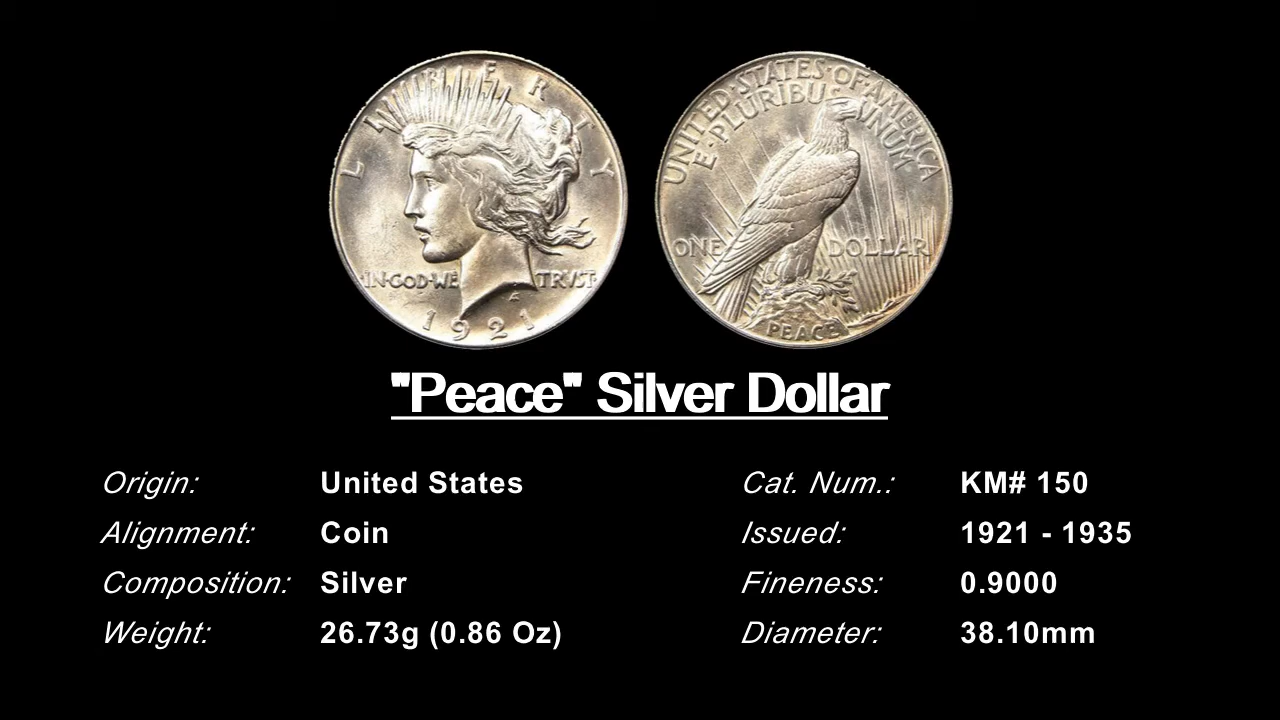 LIBERTY
IN·GOD·WE TRVST
1921
UNITED·STATES·OF·AMERICA
E·PLURIBUS UNUM
ONE DOLLAR
PEACE
"Peace" Silver Dollar
Origin: United States
Alignment: Coin
Composition: Silver
Weight: 26.73g (0.86 Oz)
Cat. Num.: KM# 150
Issued: 1921 - 1935
Fineness: 0.9000
Diameter: 38.10mm